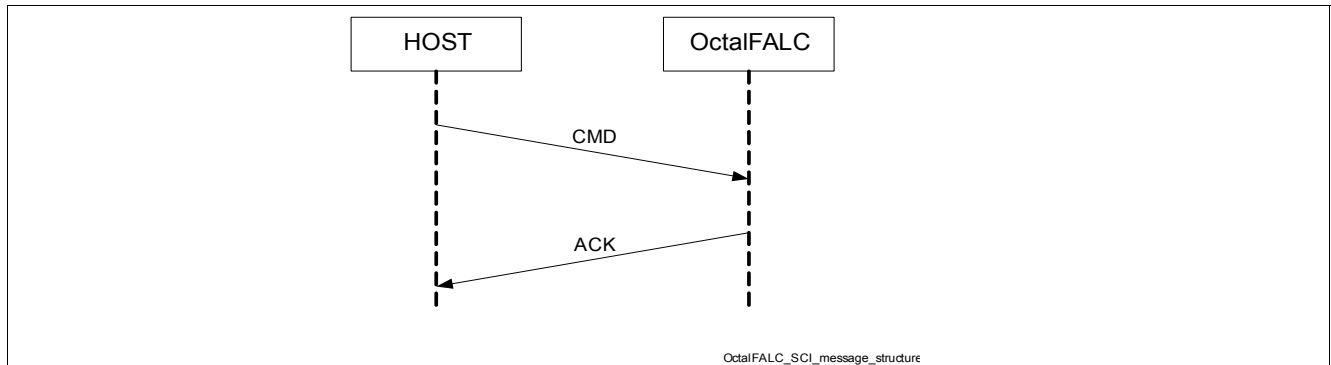 HOST
OctalFALC
CMD
ACK
OctalFALC_SCI_message_structure